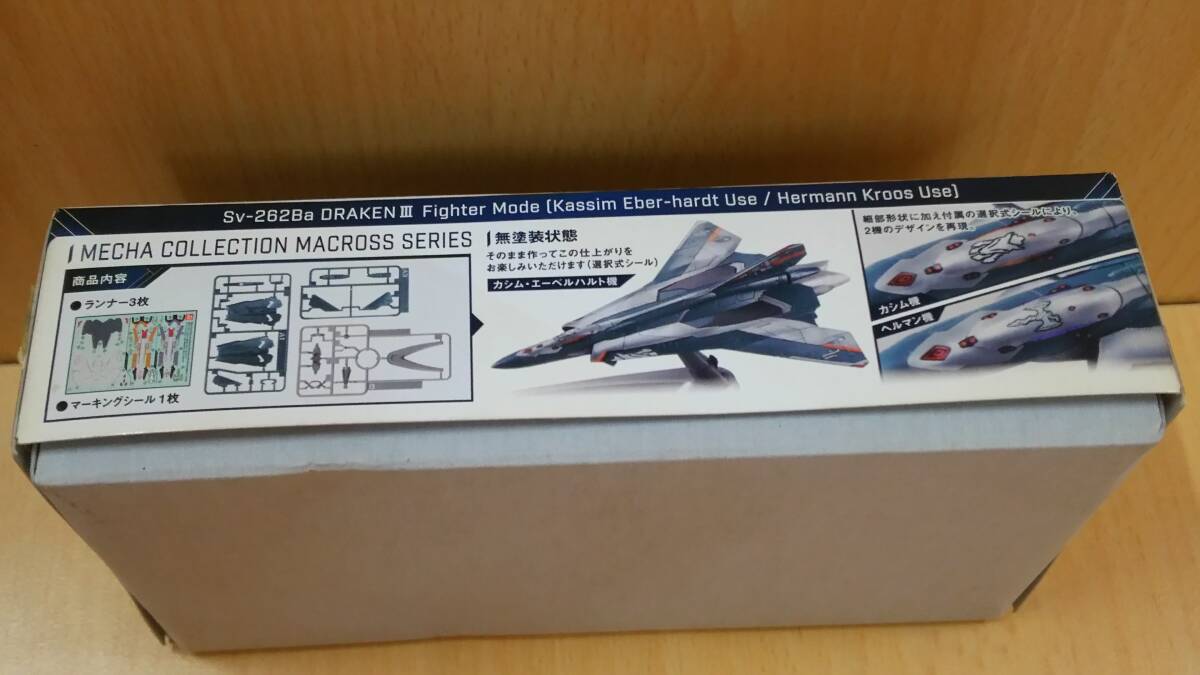 Sv-262Ba DRAKEN III Fighter Mode [Kassim Eber-hardt Use / Hermann Kroos Use]
MECHA COLLECTION MACROSS SERIES
商品内容
●ランナー3枚
●マーキングシール1枚
無塗装状態
そのまま作ってこの仕上がりを
お楽しみいただけます(選択式シール)
カシム・エーベルハルト機
細部形状に加え付属の選択式シールにより、
2機のデザインを再現。
カシム機
ヘルマン機